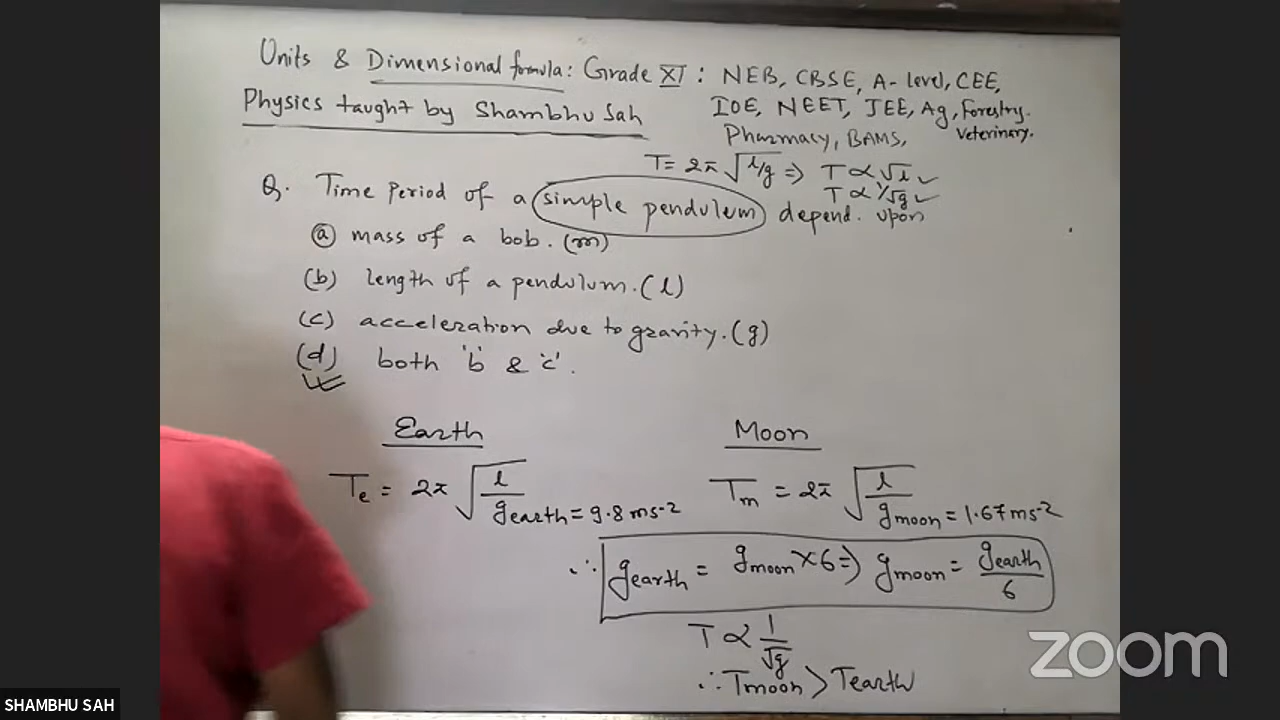 Units & Dimensional formula: Grade XI: NEB, CBSE, A-level, CEE,
Physics taught by Shambhu Sah
IOE, NEET, JEE, Ag, Forestry.
Pharmacy, BAMS, Veterinary.
T = 2π √l/g => T ∝ √l ✓
T ∝ 1/√g ✓
Q. Time Period of a simple pendulum depend upon
(a) mass of a bob. (m)
(b) length of a pendulum. (l)
(c) acceleration due to gravity. (g)
(d) both 'b' & 'c'.
Earth
Moon
Te = 2π √l/gearth = 9.8 ms-2
Tm = 2π √l/gmoon = 1.67 ms-2
∴ gearth = gmoon × 6 => gmoon = gearth/6
T ∝ 1/√g
∴ Tmoon > Tearth
zoom
SHAMBHU SAH